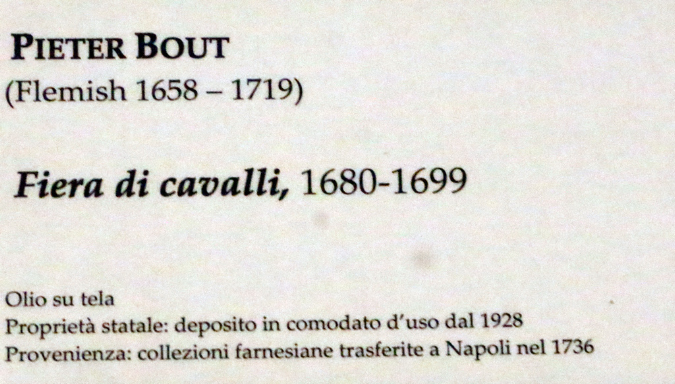 PIETER BOUT
(Flemish 1658 – 1719)
Fiera di cavalli, 1680-1699
Olio su tela
Proprietà statale: deposito in comodato d'uso dal 1928
Provenienza: collezioni farnesiane trasferite a Napoli nel 1736